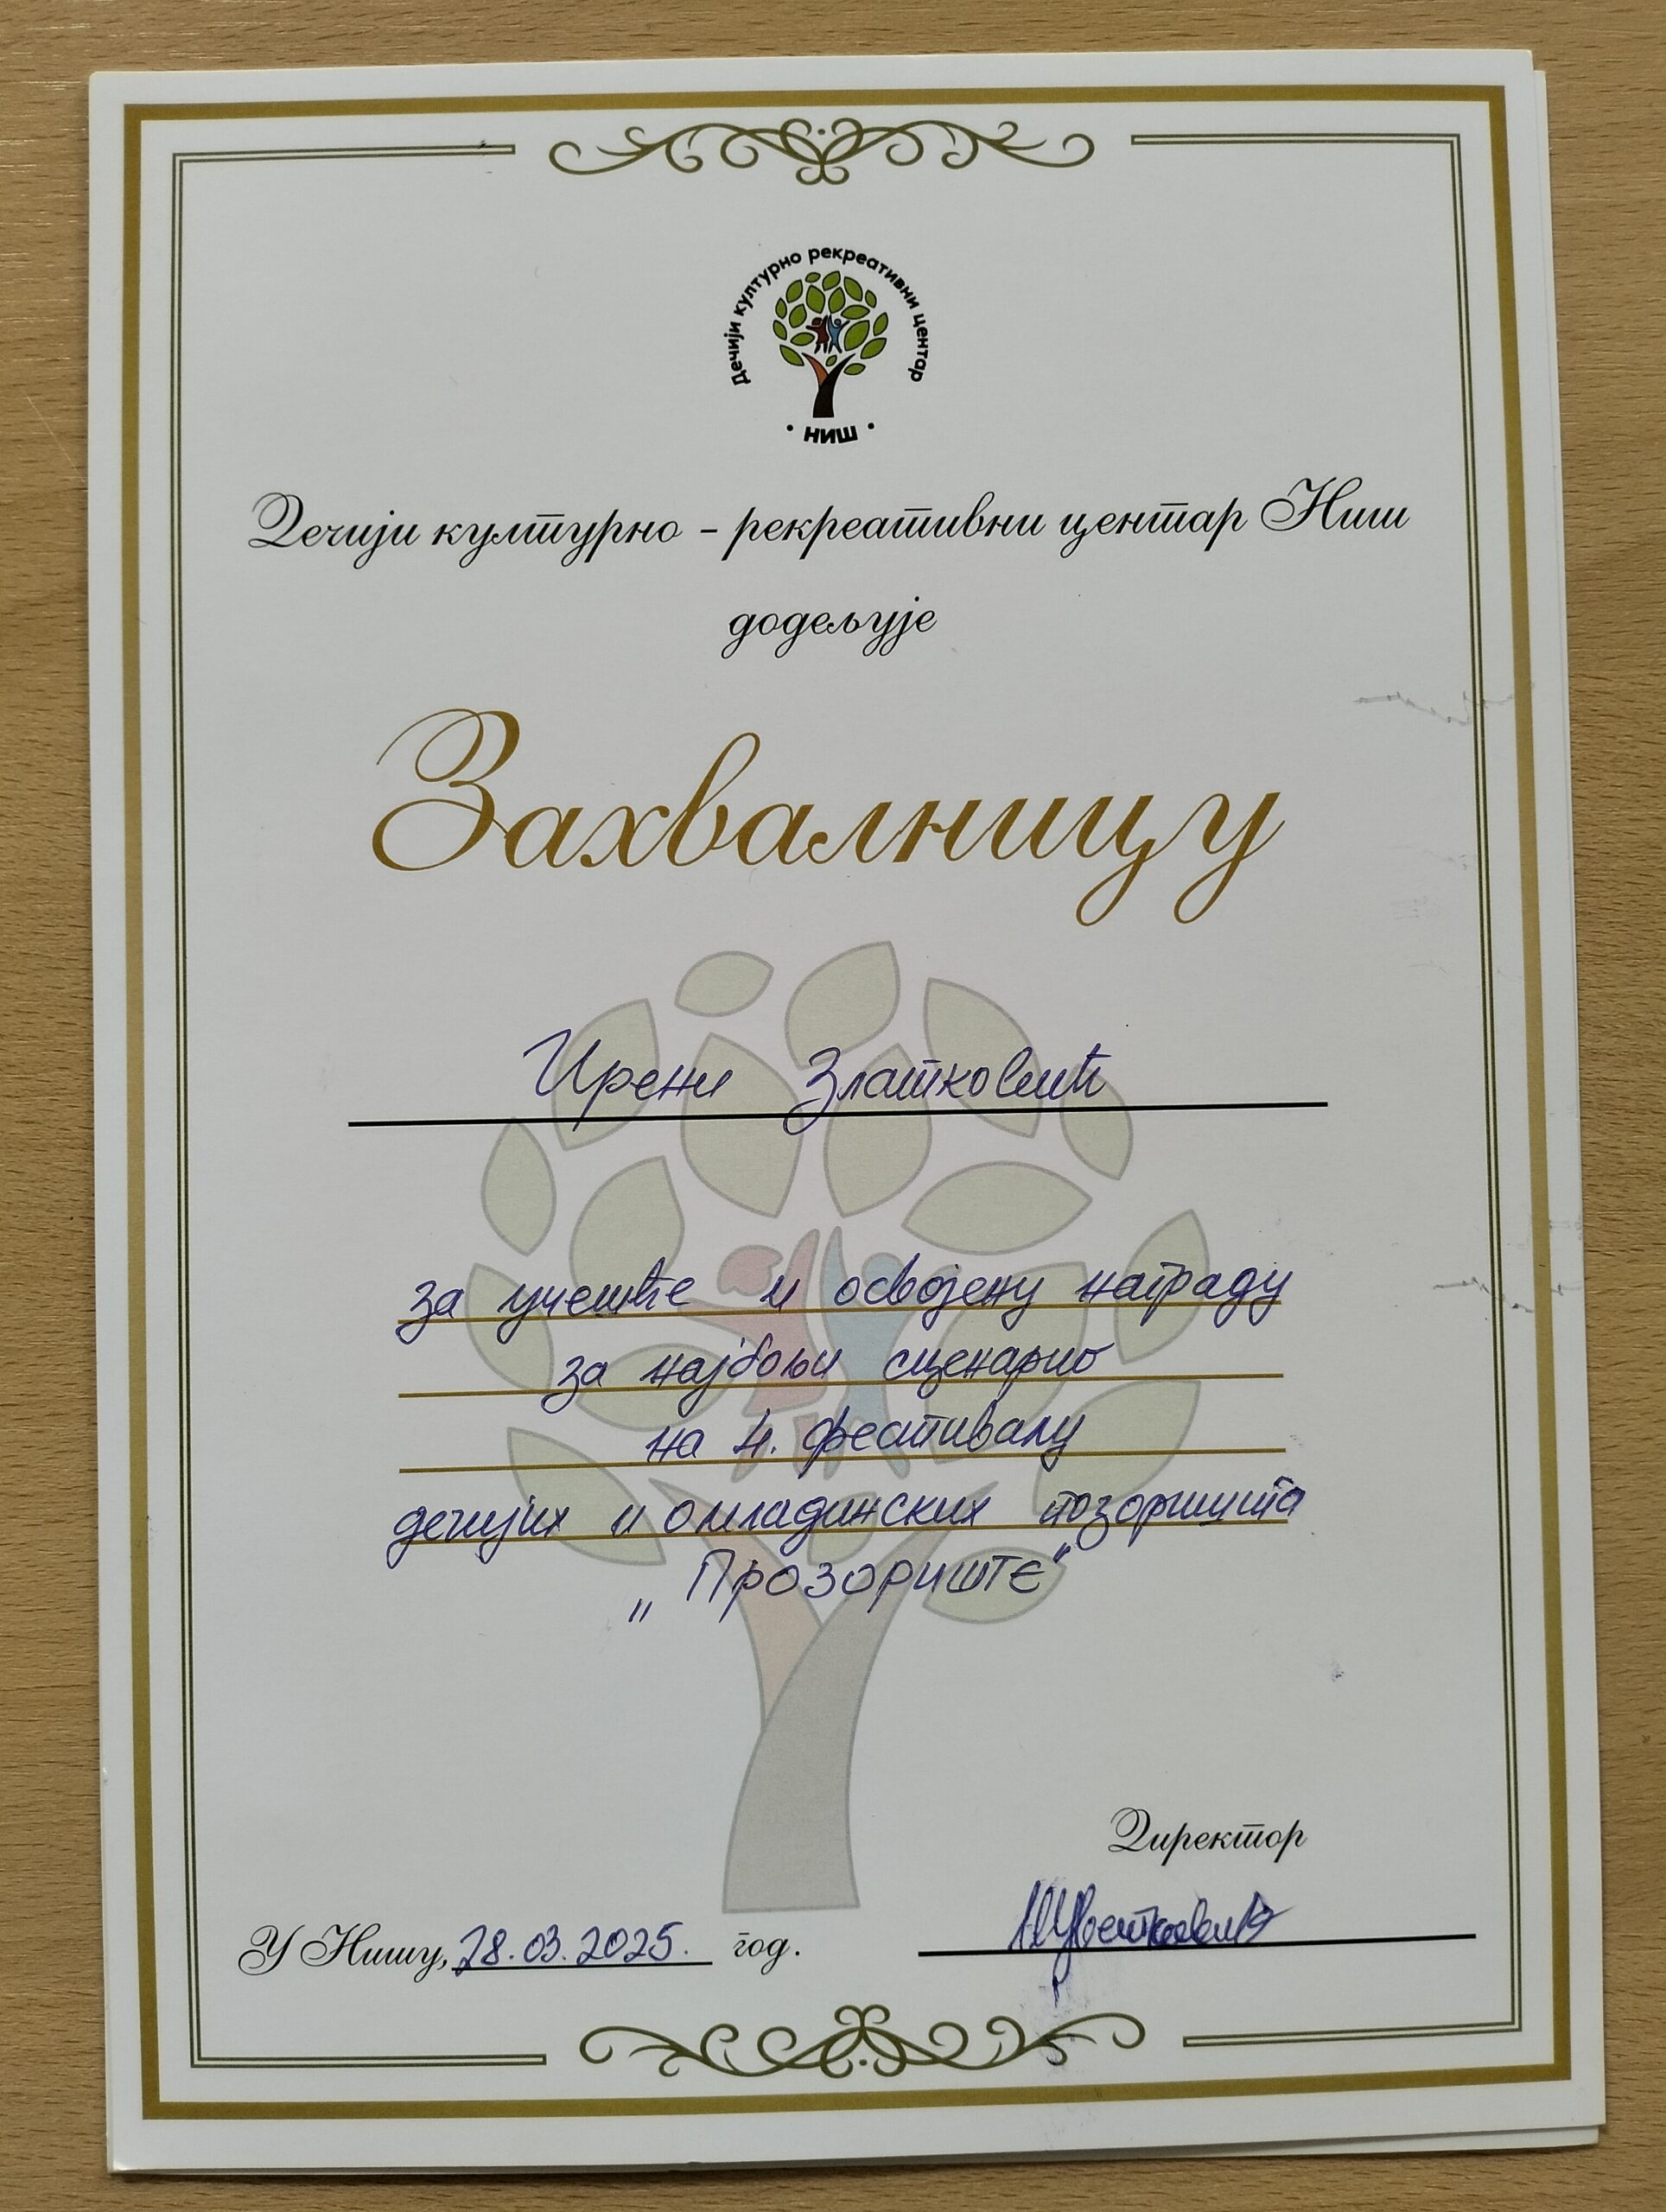 Дечији културно рекреативни центар
• НИШ •
Дечији културно - рекреативни центар Ниш
додељује
Захвалницу
Ирени Златковић
за учешће и освојену награду
за најбољи сценарио
на 4. фестивалу
дечијих и омладинских позоришта
„Прозориште“
Директор
У Нишу, 28.03.2025. год.